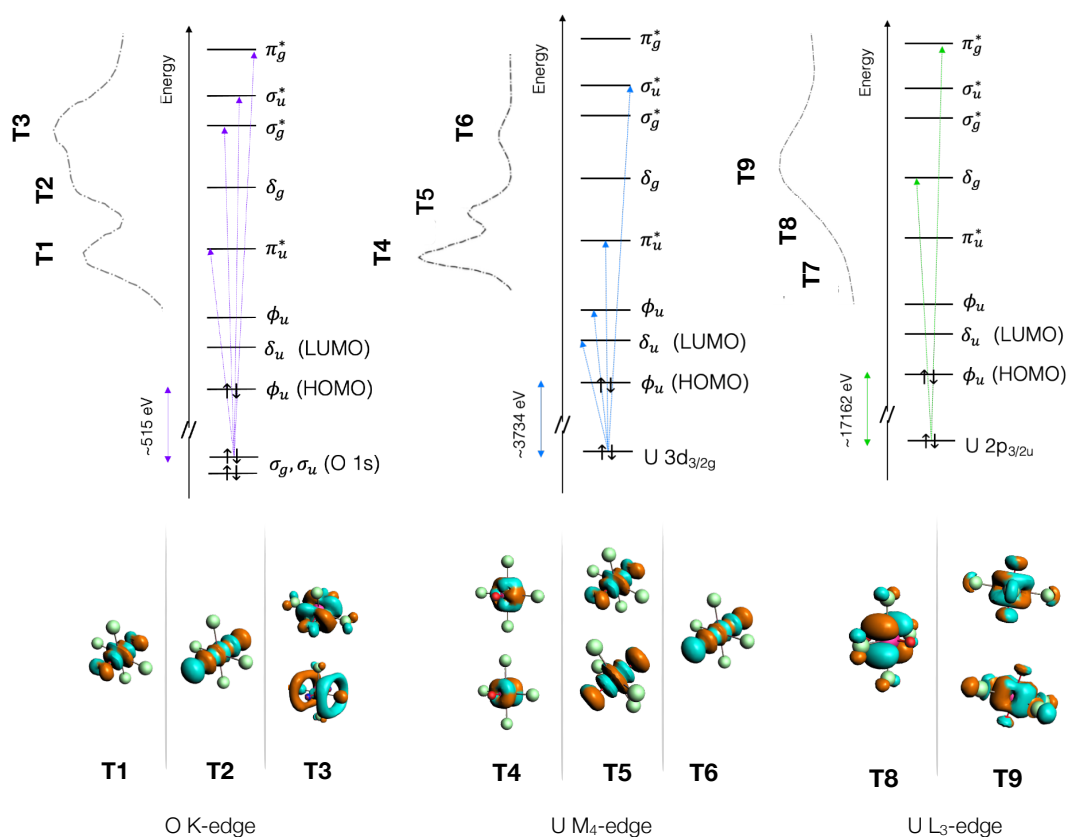 Energy
π*g
σ*u
σ*g
δg
π*u
ϕu
δu (LUMO)
ϕu (HOMO)
~515 eV
σg, σu (O 1s)
T3
T2
T1
Energy
π*g
σ*u
σ*g
δg
π*u
ϕu
δu (LUMO)
ϕu (HOMO)
~3734 eV
U 3d3/2g
T6
T5
T4
Energy
π*g
σ*u
σ*g
δg
π*u
ϕu
δu (LUMO)
ϕu (HOMO)
~17162 eV
U 2p3/2u
T9
T8
T7
T1 T2 T3
T4 T5 T6
T8 T9
O K-edge
U M4-edge
U L3-edge